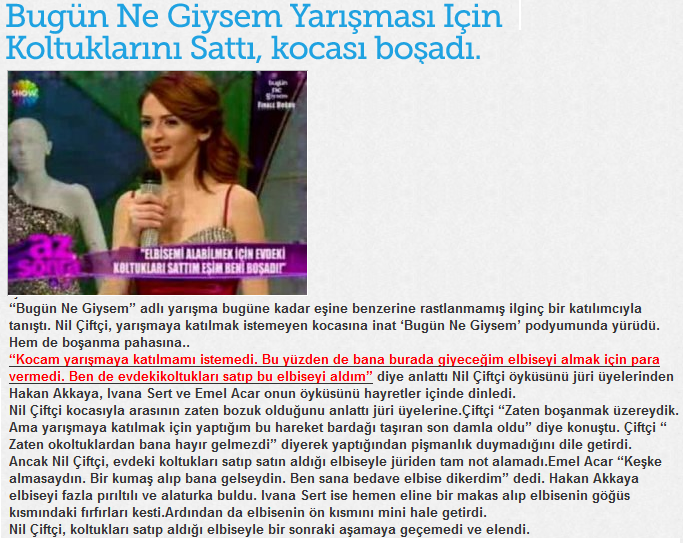 Bugün Ne Giysem Yarışması İçin
Koltuklarını Sattı, kocası boşadı.
SHOW
bugün
ne
giysem
Finale Doğru
az
sonra
"ELBİSEMİ ALABİLMEK İÇİN EVDEKİ
KOLTUKLARI SATTIM EŞİM BENİ BOŞADI!"
“Bugün Ne Giysem” adlı yarışma bugüne kadar eşine benzerine rastlanmamış ilginç bir katılımcıyla
tanıştı. Nil Çiftçi, yarışmaya katılmak istemeyen kocasına inat ‘Bugün Ne Giysem’ podyumunda yürüdü.
Hem de boşanma pahasına..
“Kocam yarışmaya katılmamı istemedi. Bu yüzden de bana burada giyeceğim elbiseyi almak için para
vermedi. Ben de evdekikoltukları satıp bu elbiseyi aldım” diye anlattı Nil Çiftçi öyküsünü jüri üyelerinden
Hakan Akkaya, Ivana Sert ve Emel Acar onun öyküsünü hayretler içinde dinledi.
Nil Çiftçi kocasıyla arasının zaten bozuk olduğunu anlattı jüri üyelerine.Çiftçi “Zaten boşanmak üzereydik.
Ama yarışmaya katılmak için yaptığım bu hareket bardağı taşıran son damla oldu” diye konuştu. Çiftçi “
Zaten okoltuklardan bana hayır gelmezdi” diyerek yaptığından pişmanlık duymadığını dile getirdi.
Ancak Nil Çiftçi, evdeki koltukları satıp satın aldığı elbiseyle jüriden tam not alamadı.Emel Acar “Keşke
almasaydın. Bir kumaş alıp bana gelseydin. Ben sana bedave elbise dikerdim” dedi. Hakan Akkaya
elbiseyi fazla pırıltılı ve alaturka buldu. Ivana Sert ise hemen eline bir makas alıp elbisenin göğüs
kısmındaki fırfırları kesti.Ardından da elbisenin ön kısmını mini hale getirdi.
Nil Çiftçi, koltukları satıp aldığı elbiseyle bir sonraki aşamaya geçemedi ve elendi.